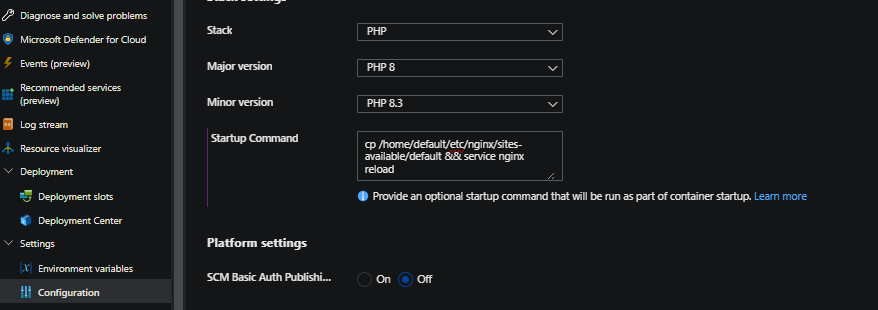 Diagnose and solve problems
Microsoft Defender for Cloud
Events (preview)
Recommended services
(preview)
Log stream
Resource visualizer
Deployment
Deployment slots
Deployment Center
Settings
Environment variables
Configuration
Stack settings
Stack
PHP
Major version
PHP 8
Minor version
PHP 8.3
Startup Command
cp /home/default/etc/nginx/sites-
available/default && service nginx
reload
Provide an optional startup command that will be run as part of container startup. Learn more
Platform settings
SCM Basic Auth Publishi...
On
Off